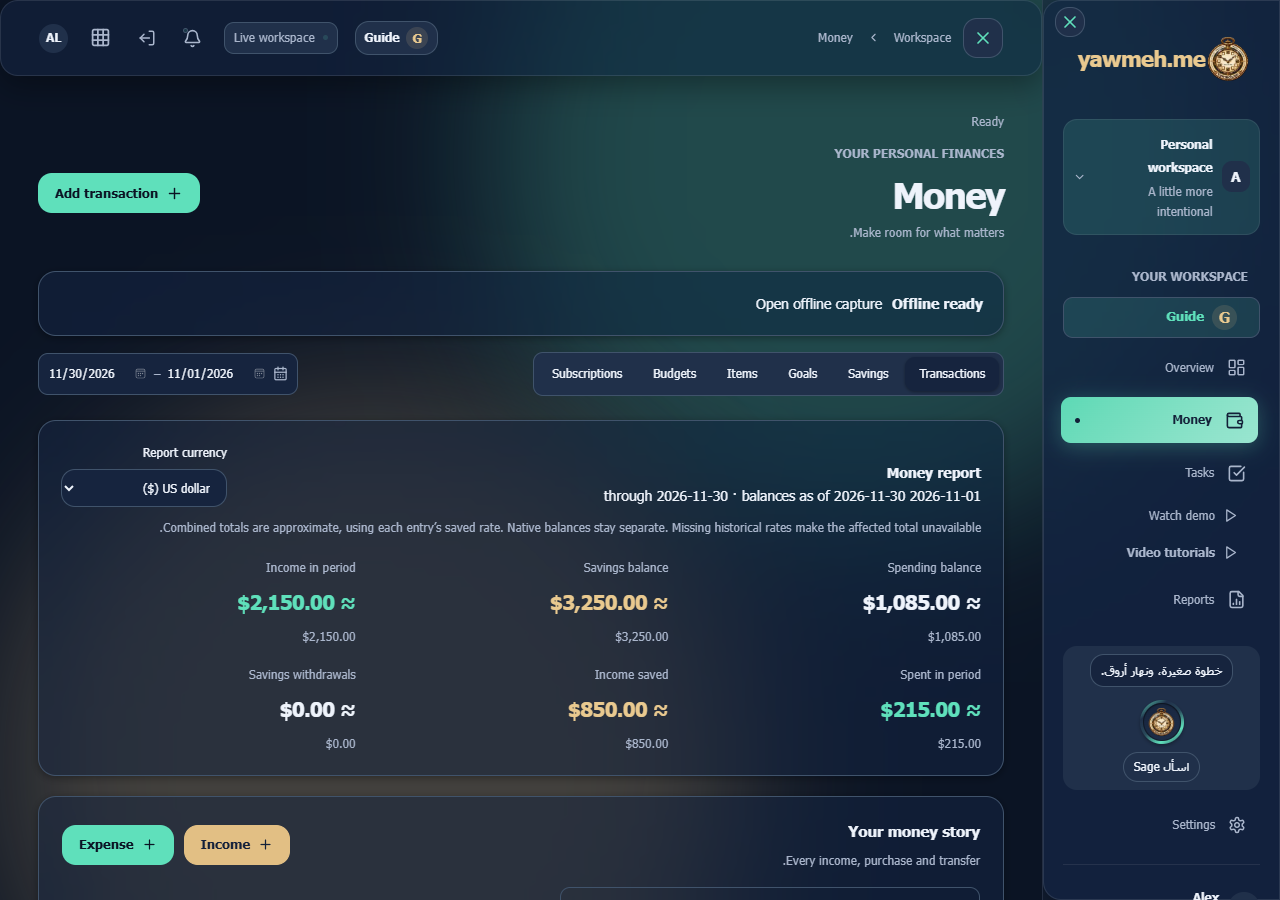 AL
Live workspace
Guide G
Money < Workspace
yawmeh.me
Personal workspace
A
A little more intentional
YOUR WORKSPACE
Guide G
Overview
Money
Tasks
Watch demo
Video tutorials
Reports
خطوة صغيرة، ونهار أروق.
اسأل Sage
Settings
Alex
Ready
YOUR PERSONAL FINANCES
Money
.Make room for what matters
Add transaction +
Open offline capture Offline ready
11/30/2026 – 11/01/2026
Subscriptions Budgets Items Goals Savings Transactions
Report currency
($) US dollar
Money report
through 2026-11-30 · balances as of 2026-11-30 2026-11-01
.Combined totals are approximate, using each entry’s saved rate. Native balances stay separate. Missing historical rates make the affected total unavailable
Income in period Savings balance Spending balance
$2,150.00 ≈ $3,250.00 ≈ $1,085.00 ≈
$2,150.00 $3,250.00 $1,085.00
Savings withdrawals Income saved Spent in period
$0.00 ≈ $850.00 ≈ $215.00 ≈
$0.00 $850.00 $215.00
Expense + Income +
Your money story
.Every income, purchase and transfer